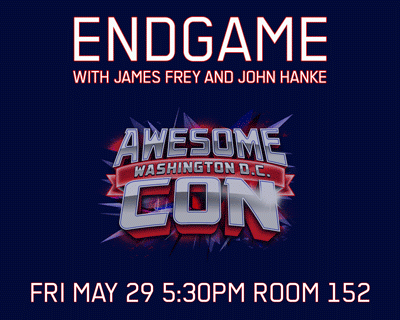 ENDGAME
WITH JAMES FREY AND JOHN HANKE
AWESOME
WASHINGTON D.C.
CON
FRI MAY 29 5:30PM ROOM 152